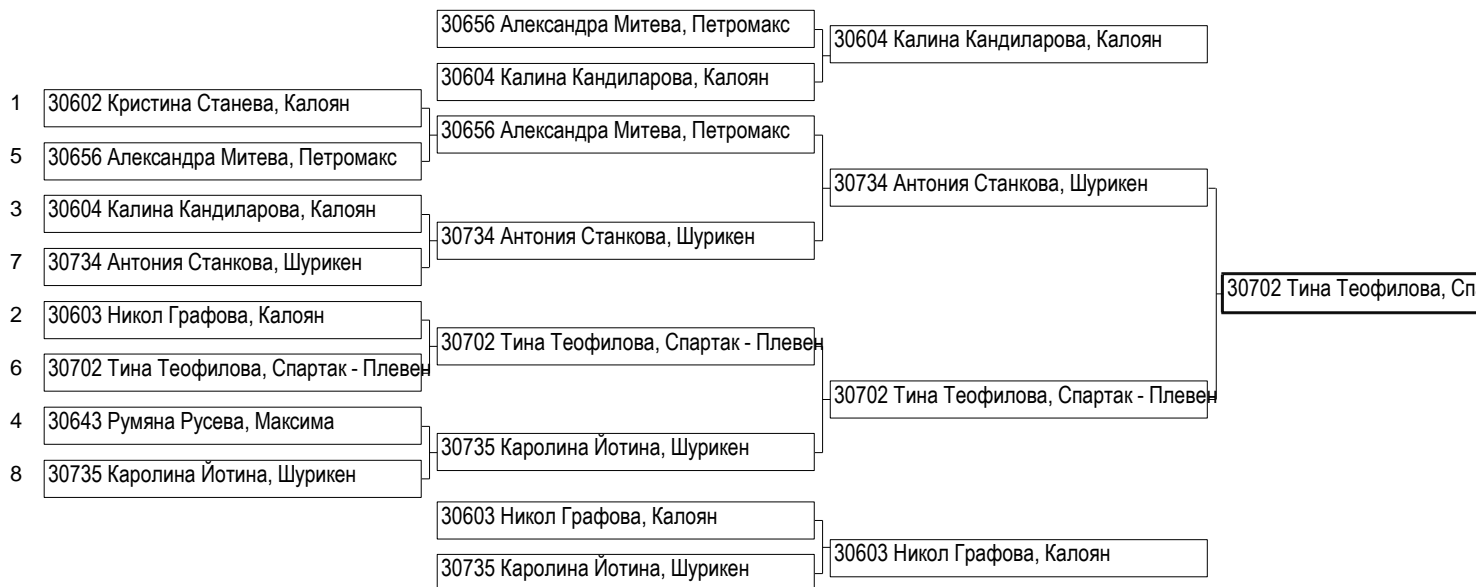 30656 Александра Митева, Петромакс
30604 Калина Кандиларова, Калоян
30604 Калина Кандиларова, Калоян
1 30602 Кристина Станева, Калоян
30656 Александра Митева, Петромакс
5 30656 Александра Митева, Петромакс
30734 Антония Станкова, Шурикен
3 30604 Калина Кандиларова, Калоян
30734 Антония Станкова, Шурикен
7 30734 Антония Станкова, Шурикен
30702 Тина Теофилова, Сп
2 30603 Никол Графова, Калоян
30702 Тина Теофилова, Спартак - Плевен
6 30702 Тина Теофилова, Спартак - Плевен
30702 Тина Теофилова, Спартак - Плевен
4 30643 Румяна Русева, Максима
30735 Каролина Йотина, Шурикен
8 30735 Каролина Йотина, Шурикен
30603 Никол Графова, Калоян
30603 Никол Графова, Калоян
30735 Каролина Йотина, Шурикен